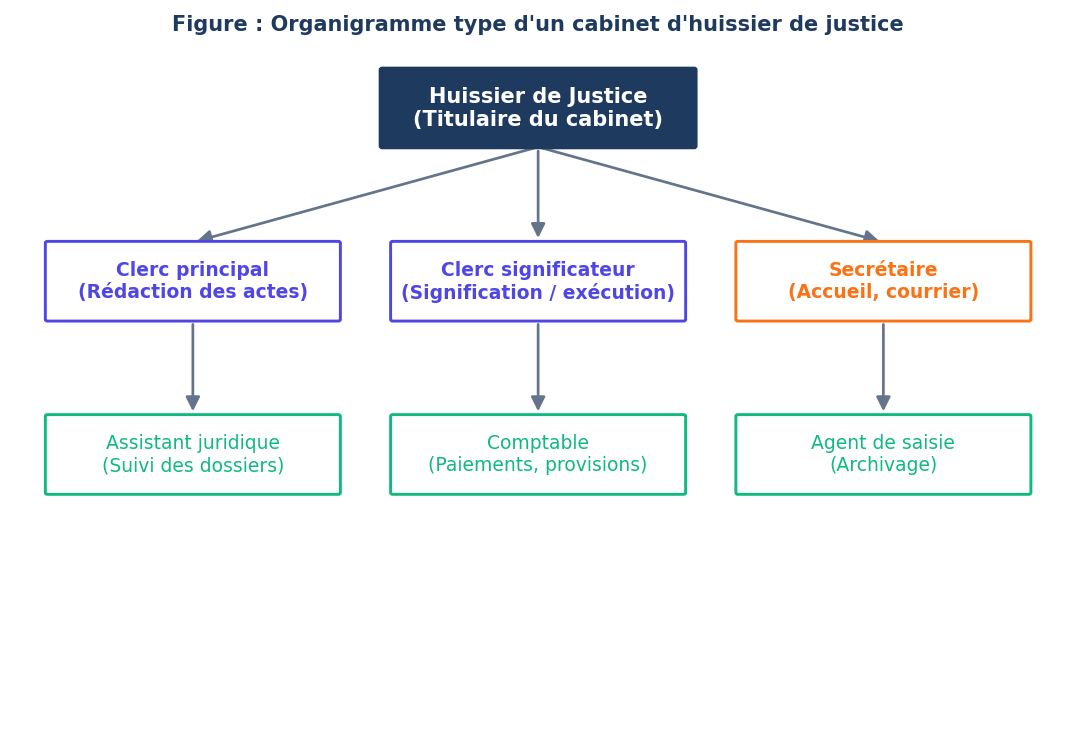 Figure : Organigramme type d'un cabinet d'huissier de justice
Huissier de Justice
(Titulaire du cabinet)
Clerc principal
(Rédaction des actes)
Clerc significateur
(Signification / exécution)
Secrétaire
(Accueil, courrier)
Assistant juridique
(Suivi des dossiers)
Comptable
(Paiements, provisions)
Agent de saisie
(Archivage)